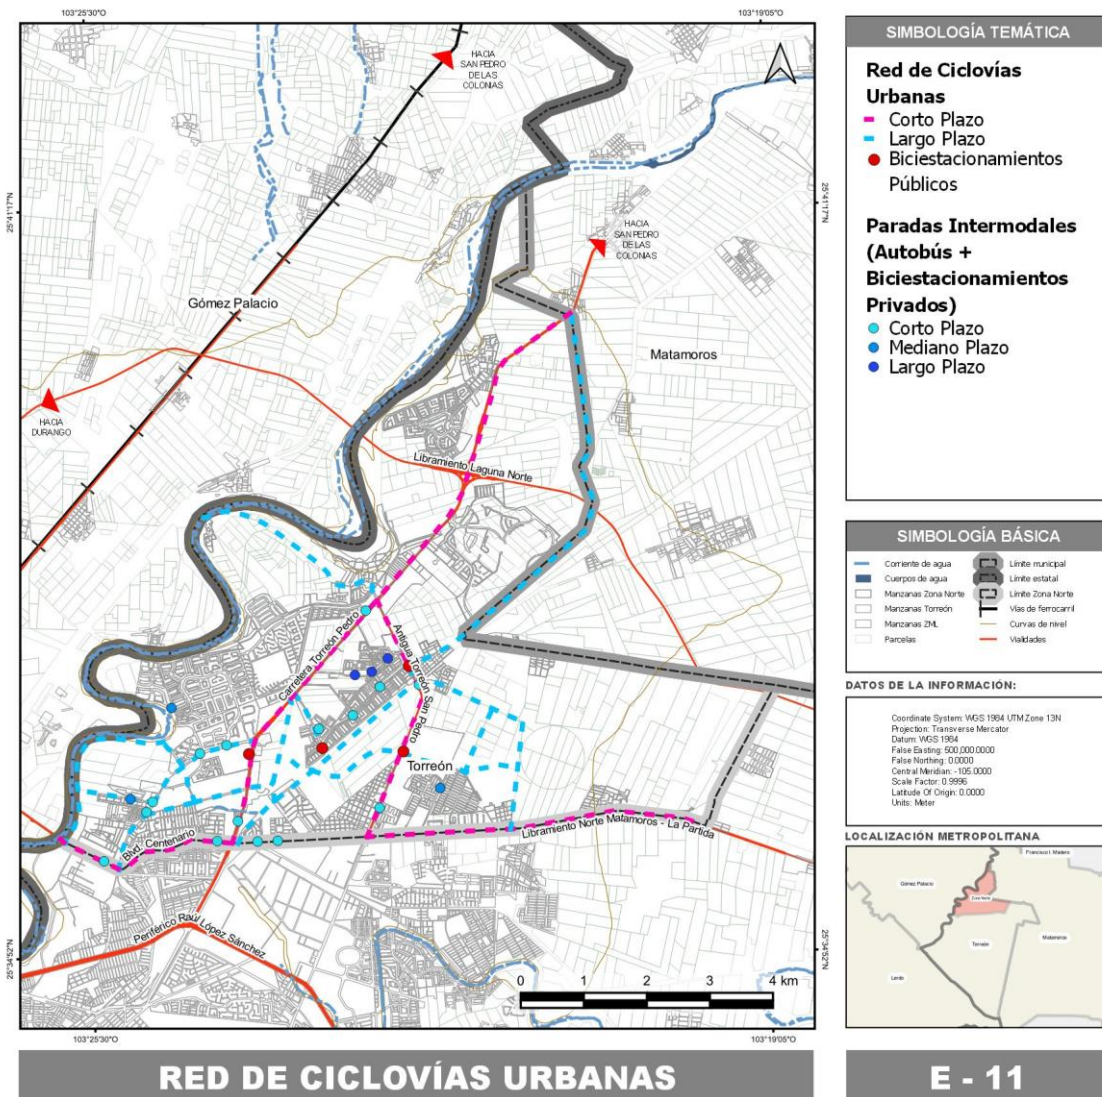 103°25'30"O
103°19'05"O
HACIA
SAN PEDRO
DE LAS
COLONIAS
25°41'17"N
25°41'17"N
HACIA
SAN PEDRO
DE LAS
COLONIAS
Gómez Palacio
Matamoros
HACIA
DURANGO
Libramiento Laguna Norte
Carretera Torreón Pedro
Antigua Torreón San Pedro
Torreón
Blvd. Centenario
Libramiento Norte Matamoros - La Partida
Periférico Raúl López Sánchez
25°34'52"N
25°34'52"N
0 1 2 3 4 km
103°25'30"O
103°19'05"O
RED DE CICLOVÍAS URBANAS
SIMBOLOGÍA TEMÁTICA
Red de Ciclovías
Urbanas
Corto Plazo
Largo Plazo
Biciestacionamientos
Públicos
Paradas Intermodales
(Autobús +
Biciestacionamientos
Privados)
Corto Plazo
Mediano Plazo
Largo Plazo
SIMBOLOGÍA BÁSICA
Corriente de agua
Cuerpos de agua
Manzanas Zona Norte
Manzanas Torreón
Manzanas ZML
Parcelas
Límite municipal
Límite estatal
Límite Zona Norte
Vías de ferrocarril
Curvas de nivel
Vialidades
DATOS DE LA INFORMACIÓN:
Coordinate System: WGS 1984 UTM Zone 13N
Projection: Transverse Mercator
Datum: WGS 1984
False Easting: 500,000.0000
False Northing: 0.0000
Central Meridian: -105.0000
Scale Factor: 0.9996
Latitude Of Origin: 0.0000
Units: Meter
LOCALIZACIÓN METROPOLITANA
Francisco I. Madero
Gómez Palacio
Zona Norte
Torreón
Matamoros
Lerdo
E - 11